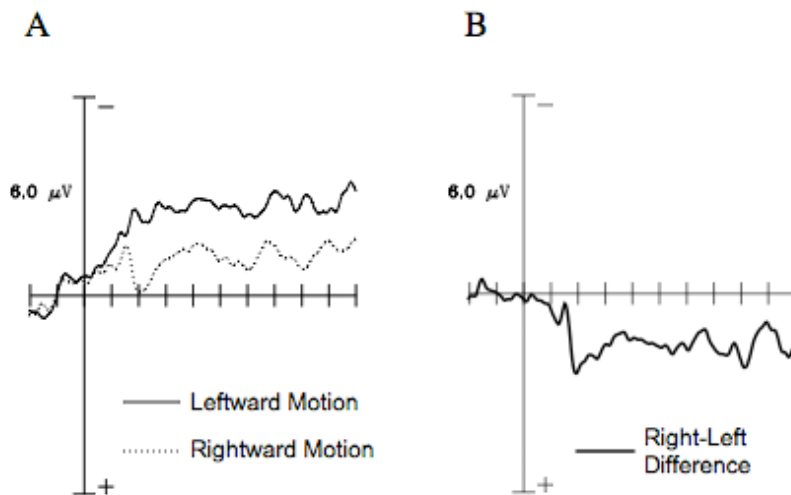 A
B
−
−
6.0 μV
6.0 μV
Leftward Motion
Rightward Motion
Right-Left
Difference
+
+